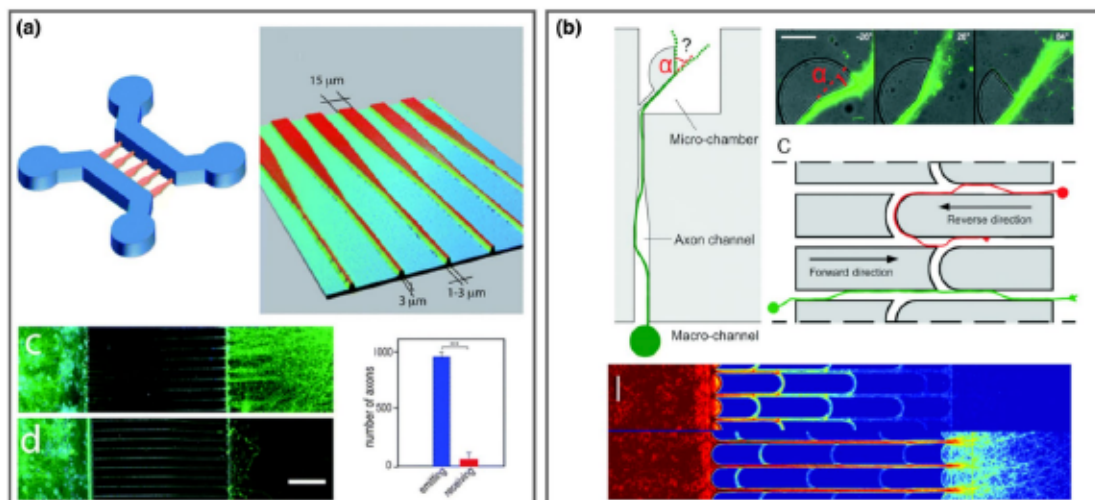 (a)
15 μm
3 μm
1-3 μm
c
d
number of axons
1000
500
0
emitting
receiving
(b)
?
α
Micro-chamber
Axon channel
Macro-channel
α
C
Reverse direction
Forward direction